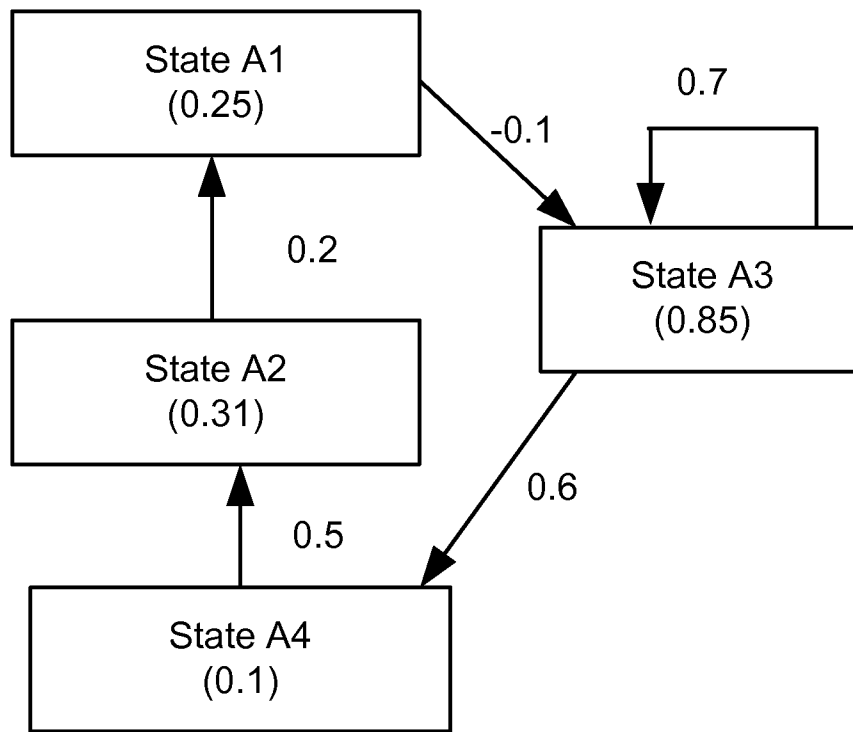 State A1
(0.25)
0.7
-0.1
0.2
State A3
(0.85)
State A2
(0.31)
0.6
0.5
State A4
(0.1)